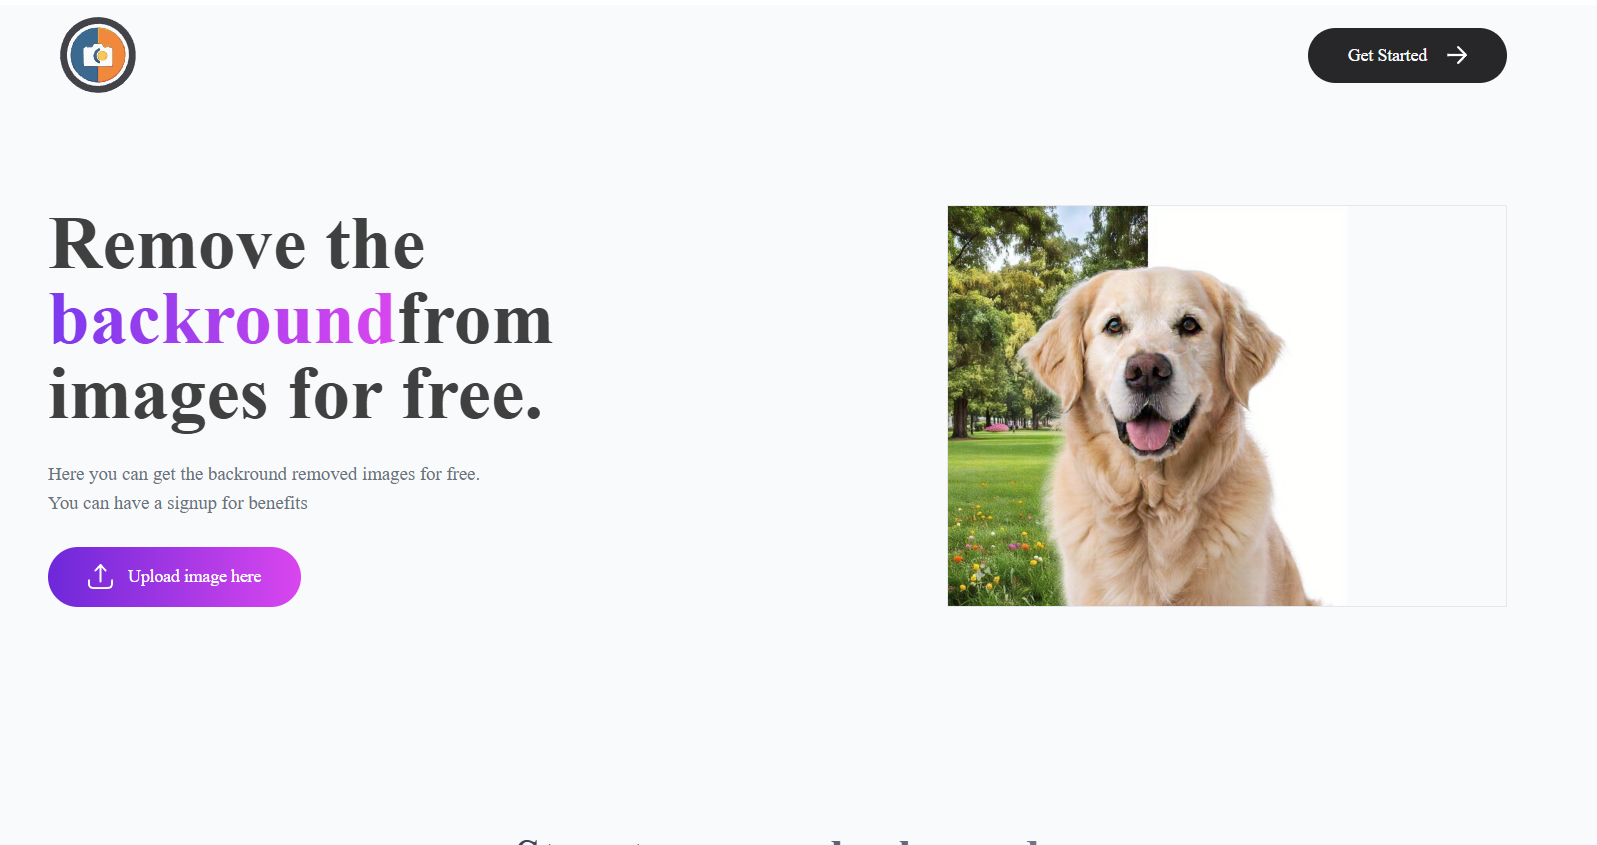 Get Started
Remove the
backroundfrom
images for free.
Here you can get the backround removed images for free.
You can have a signup for benefits
Upload image here